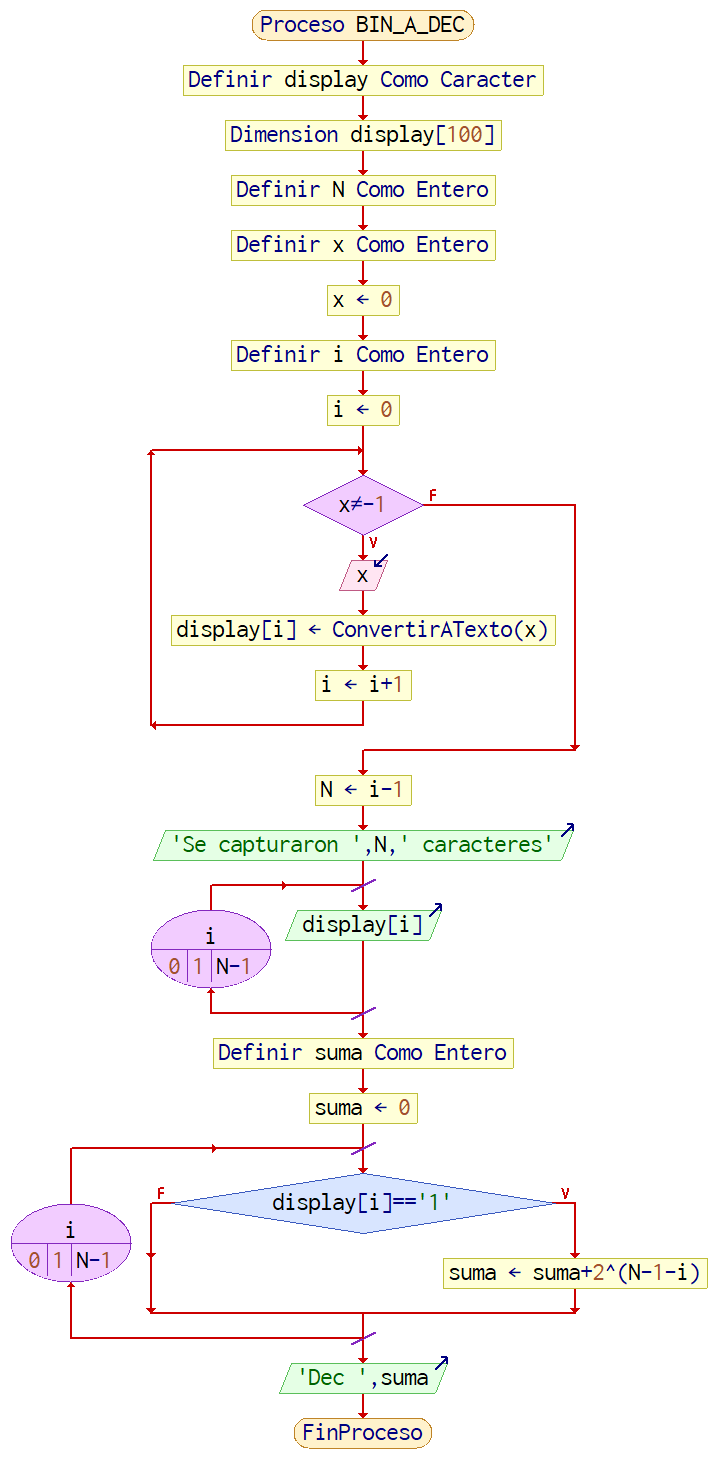 Proceso BIN_A_DEC
Definir display Como Caracter
Dimension display[100]
Definir N Como Entero
Definir x Como Entero
x ← 0
Definir i Como Entero
i ← 0
x≠-1
F
V
x
display[i] ← ConvertirATexto(x)
i ← i+1
N ← i-1
'Se capturaron ',N,' caracteres'
i
0 1 N-1
display[i]
Definir suma Como Entero
suma ← 0
F
display[i]=='1'
V
i
0 1 N-1
suma ← suma+2^(N-1-i)
'Dec ',suma
FinProceso